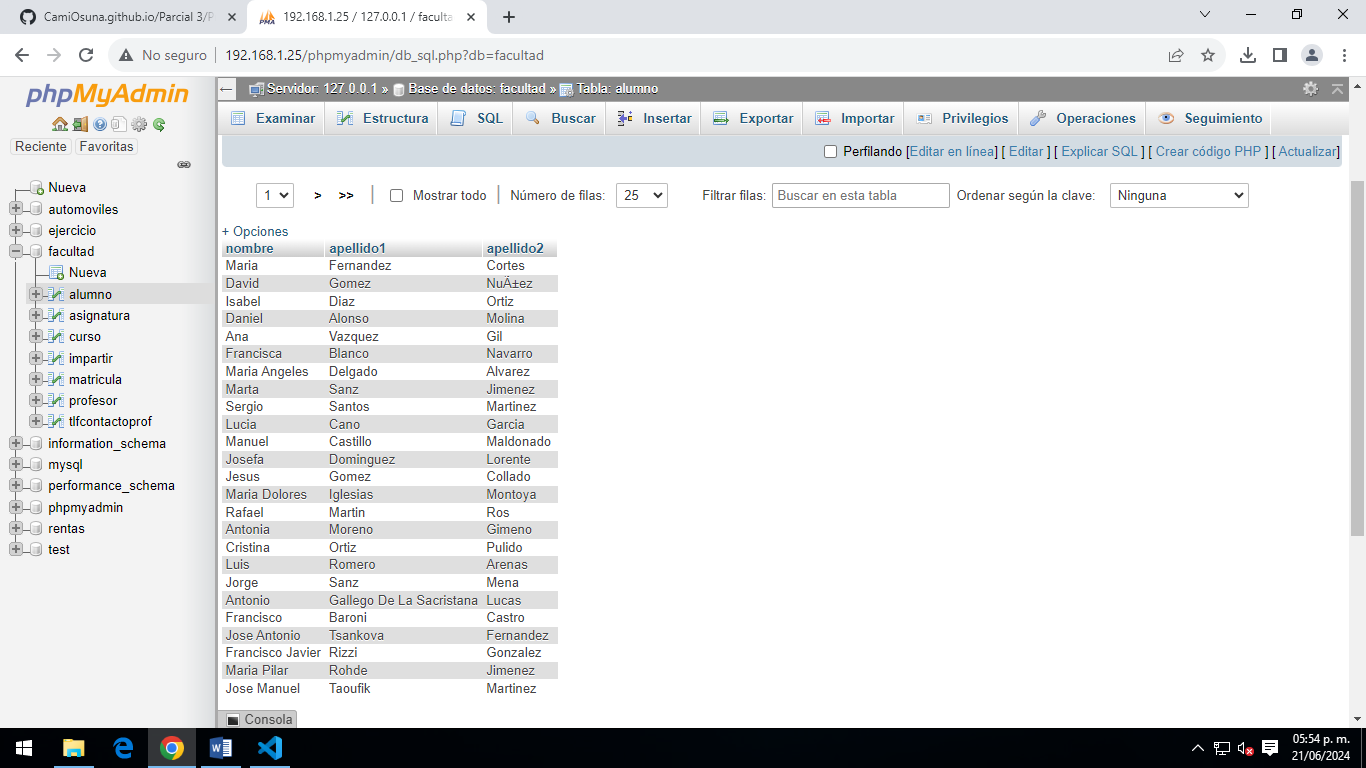 CamiOsuna.github.io/Parcial 3/P
192.168.1.25 / 127.0.0.1 / faculta
No seguro
192.168.1.25/phpmyadmin/db_sql.php?db=facultad
phpMyAdmin
Reciente
Favoritas
Nueva
automoviles
ejercicio
facultad
Nueva
alumno
asignatura
curso
impartir
matricula
profesor
tlfcontactoprof
information_schema
mysql
performance_schema
phpmyadmin
rentas
test
Servidor: 127.0.0.1 » Base de datos: facultad » Tabla: alumno
Examinar Estructura SQL Buscar Insertar Exportar Importar Privilegios Operaciones Seguimiento
Perfilando [Editar en línea] [ Editar ] [ Explicar SQL ] [ Crear código PHP ] [ Actualizar]
1 > >> | Mostrar todo | Número de filas: 25 Filtrar filas: Buscar en esta tabla Ordenar según la clave: Ninguna
+ Opciones
nombre apellido1 apellido2
Maria Fernandez Cortes
David Gomez NuÃ±ez
Isabel Diaz Ortiz
Daniel Alonso Molina
Ana Vazquez Gil
Francisca Blanco Navarro
Maria Angeles Delgado Alvarez
Marta Sanz Jimenez
Sergio Santos Martinez
Lucia Cano Garcia
Manuel Castillo Maldonado
Josefa Dominguez Lorente
Jesus Gomez Collado
Maria Dolores Iglesias Montoya
Rafael Martin Ros
Antonia Moreno Gimeno
Cristina Ortiz Pulido
Luis Romero Arenas
Jorge Sanz Mena
Antonio Gallego De La Sacristana Lucas
Francisco Baroni Castro
Jose Antonio Tsankova Fernandez
Francisco Javier Rizzi Gonzalez
Maria Pilar Rohde Jimenez
Jose Manuel Taoufik Martinez
Consola
05:54 p. m.
21/06/2024